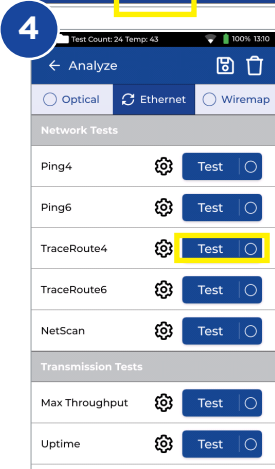 4
Test Count: 24 Temp: 43 100% 13:10
Analyze
Optical Ethernet Wiremap
Network Tests
Ping4 Test
Ping6 Test
TraceRoute4 Test
TraceRoute6 Test
NetScan Test
Transmission Tests
Max Throughput Test
Uptime Test